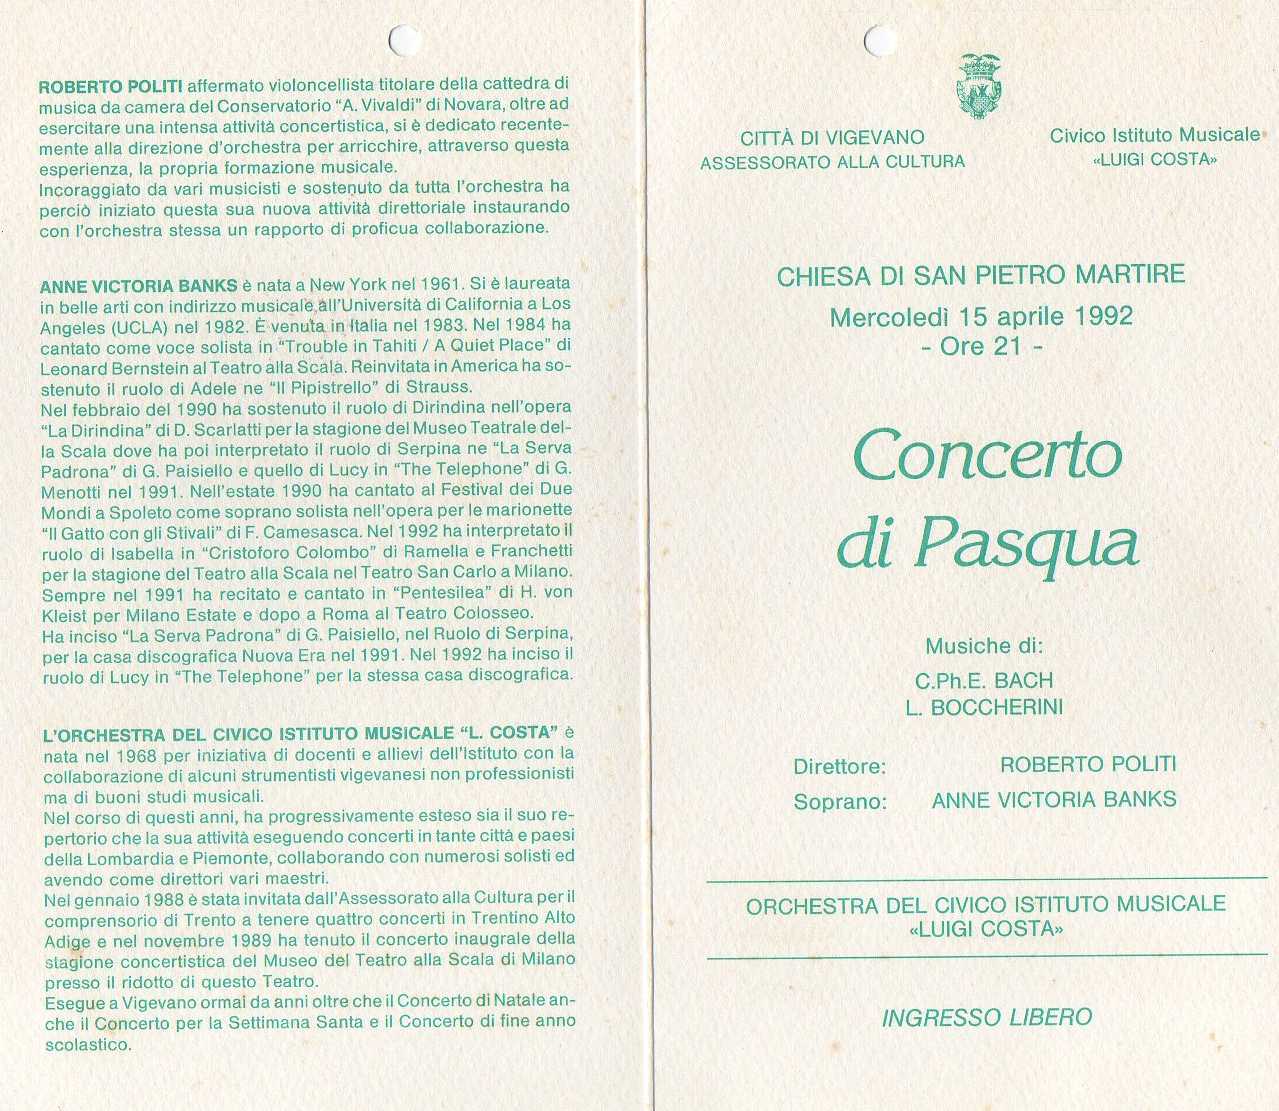 ROBERTO POLITI affermato violoncellista titolare della cattedra di
musica da camera del Conservatorio “A. Vivaldi” di Novara, oltre ad
esercitare una intensa attività concertistica, si è dedicato recente-
mente alla direzione d’orchestra per arricchire, attraverso questa
esperienza, la propria formazione musicale.
Incoraggiato da vari musicisti e sostenuto da tutta l’orchestra ha
perciò iniziato questa sua nuova attività direttoriale instaurando
con l’orchestra stessa un rapporto di proficua collaborazione.
ANNE VICTORIA BANKS è nata a New York nel 1961. Si è laureata
in belle arti con indirizzo musicale all’Università di California a Los
Angeles (UCLA) nel 1982. È venuta in Italia nel 1983. Nel 1984 ha
cantato come voce solista in “Trouble in Tahiti / A Quiet Place” di
Leonard Bernstein al Teatro alla Scala. Reinvitata in America ha so-
stenuto il ruolo di Adele ne “Il Pipistrello” di Strauss.
Nel febbraio del 1990 ha sostenuto il ruolo di Dirindina nell’opera
“La Dirindina” di D. Scarlatti per la stagione del Museo Teatrale del-
la Scala dove ha poi interpretato il ruolo di Serpina ne “La Serva
Padrona” di G. Paisiello e quello di Lucy in “The Telephone” di G.
Menotti nel 1991. Nell’estate 1990 ha cantato al Festival dei Due
Mondi a Spoleto come soprano solista nell’opera per le marionette
“Il Gatto con gli Stivali” di F. Camesasca. Nel 1992 ha interpretato il
ruolo di Isabella in “Cristoforo Colombo” di Ramella e Franchetti
per la stagione del Teatro alla Scala nel Teatro San Carlo a Milano.
Sempre nel 1991 ha recitato e cantato in “Pentesilea” di H. von
Kleist per Milano Estate e dopo a Roma al Teatro Colosseo.
Ha inciso “La Serva Padrona” di G. Paisiello, nel Ruolo di Serpina,
per la casa discografica Nuova Era nel 1991. Nel 1992 ha inciso il
ruolo di Lucy in “The Telephone” per la stessa casa discografica.
L’ORCHESTRA DEL CIVICO ISTITUTO MUSICALE “L. COSTA” è
nata nel 1968 per iniziativa di docenti e allievi dell’Istituto con la
collaborazione di alcuni strumentisti vigevanesi non professionisti
ma di buoni studi musicali.
Nel corso di questi anni, ha progressivamente esteso sia il suo re-
pertorio che la sua attività eseguendo concerti in tante città e paesi
della Lombardia e Piemonte, collaborando con numerosi solisti ed
avendo come direttori vari maestri.
Nel gennaio 1988 è stata invitata dall’Assessorato alla Cultura per il
comprensorio di Trento a tenere quattro concerti in Trentino Alto
Adige e nel novembre 1989 ha tenuto il concerto inaugrale della
stagione concertistica del Museo del Teatro alla Scala di Milano
presso il ridotto di questo Teatro.
Esegue a Vigevano ormai da anni oltre che il Concerto di Natale an-
che il Concerto per la Settimana Santa e il Concerto di fine anno
scolastico.
CITTÀ DI VIGEVANO
ASSESSORATO ALLA CULTURA
Civico Istituto Musicale
«LUIGI COSTA»
CHIESA DI SAN PIETRO MARTIRE
Mercoledì 15 aprile 1992
- Ore 21 -
Concerto
di Pasqua
Musiche di:
C.Ph.E. BACH
L. BOCCHERINI
Direttore: ROBERTO POLITI
Soprano: ANNE VICTORIA BANKS
ORCHESTRA DEL CIVICO ISTITUTO MUSICALE
«LUIGI COSTA»
INGRESSO LIBERO